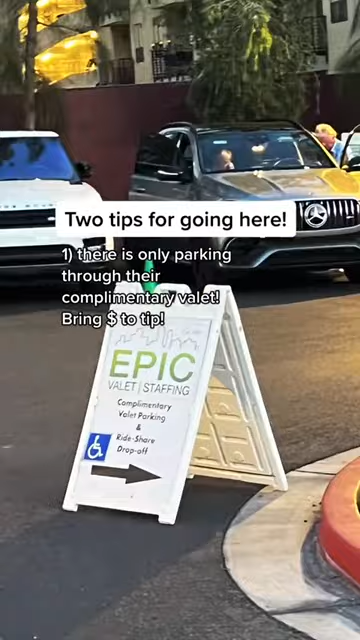 Two tips for going here!
1) there is only parking
through their
complimentary valet!
Bring $ to tip!
EPIC
VALET | STAFFING
Complimentary
Valet Parking
&
Ride-Share
Drop-off